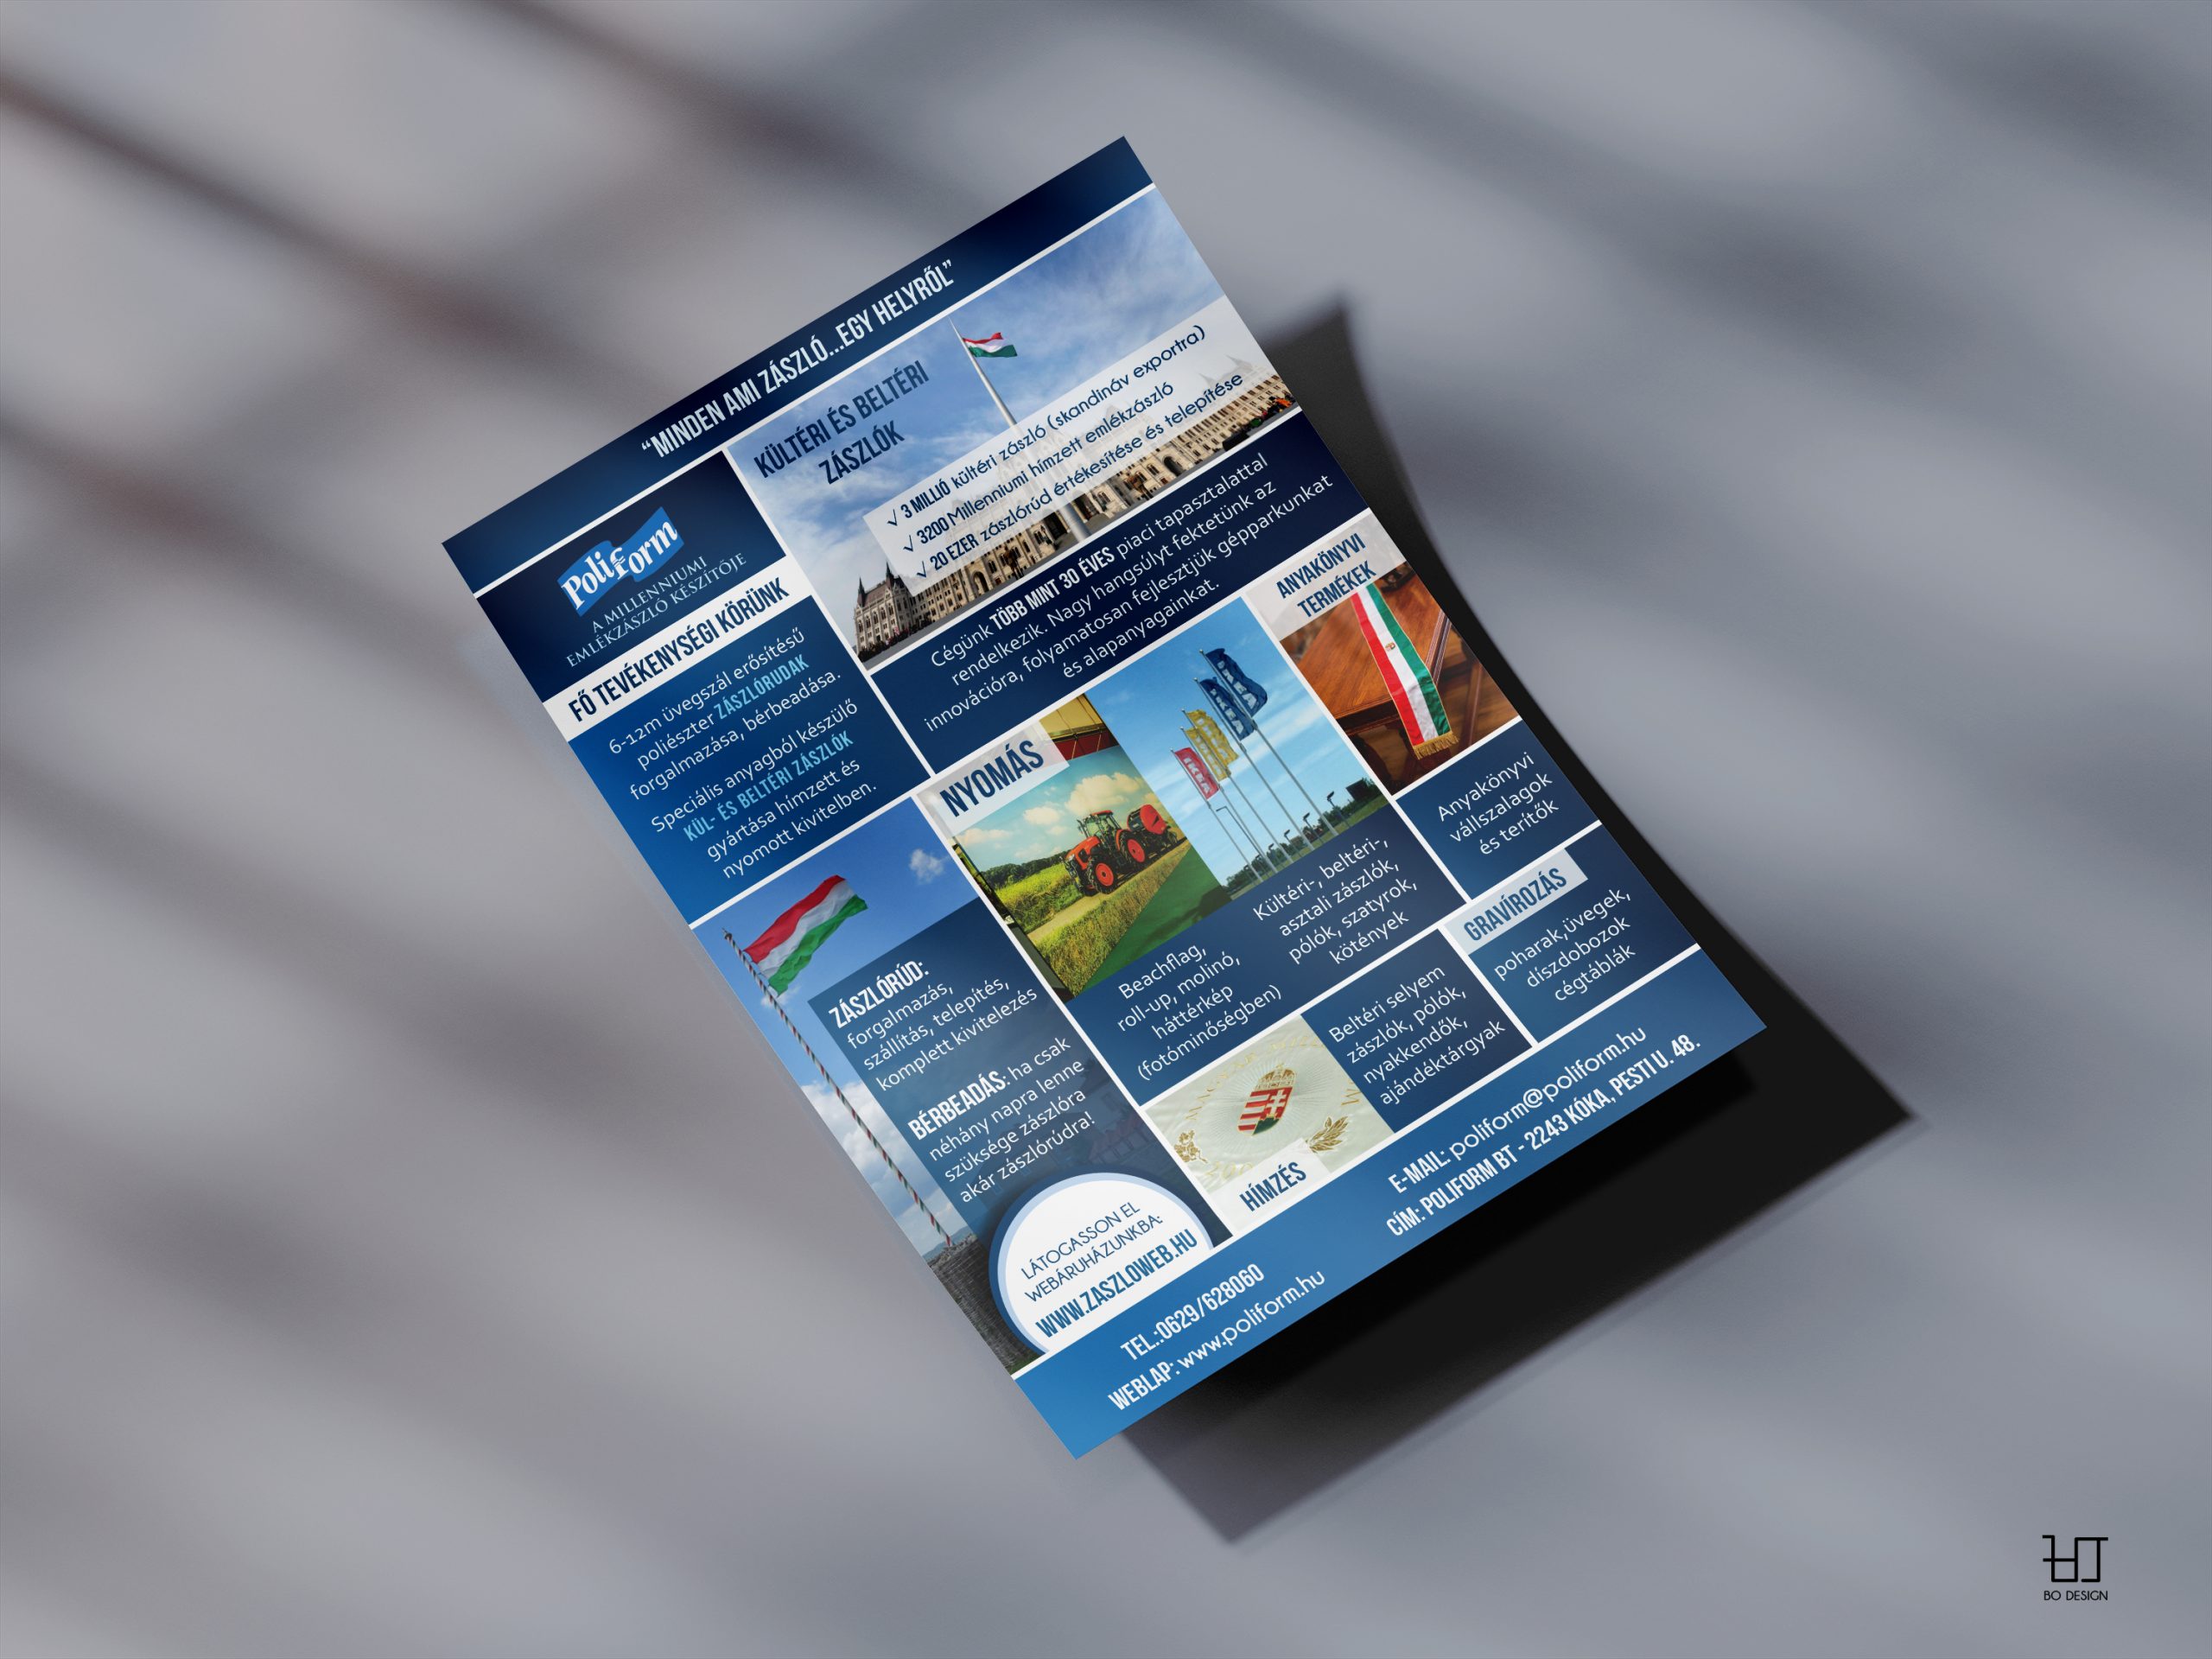 “MINDEN AMI ZÁSZLÓ...EGY HELYRŐL”
Poliform
A MILLENNIUMI
EMLÉKZÁSZLÓ KÉSZÍTŐJE
KÜLTÉRI ÉS BELTÉRI
ZÁSZLÓK
√ 3 MILLIÓ kültéri zászló (skandináv exportra)
√ 3200 Millenniumi hímzett emlékzászló
√ 20 EZER zászlórúd értékesítése és telepítése
FŐ TEVÉKENYSÉGI KÖRÜNK
6-12m üvegszál erősítésű
poliészter ZÁSZLÓRUDAK
forgalmazása, bérbeadása.
Speciális anyagból készülő
KÜL- ÉS BELTÉRI ZÁSZLÓK
gyártása hímzett és
nyomott kivitelben.
Cégünk TÖBB MINT 30 ÉVES piaci tapasztalattal
rendelkezik. Nagy hangsúlyt fektetünk az
innovációra, folyamatosan fejlesztjük gépparkunkat
és alapanyagainkat.
NYOMÁS
IKEA
IKEA
IKEA
IKEA
Beachflag,
roll-up, molinó,
háttérkép
(fotóminőségben)
Kültéri-, beltéri-,
asztali zászlók,
pólók, szatyrok,
kötények
ANYAKÖNYVI
TERMÉKEK
Anyakönyvi
vállszalagok
és terítők
GRAVÍROZÁS
poharak,üvegek,
díszdobozok
cégtáblák
ZÁSZLÓRÚD:
forgalmazás,
szállítás, telepítés,
komplett kivitelezés
BÉRBEADÁS: ha csak
néhány napra lenne
szüksége zászlóra
akár zászlórúdra!
HÍMZÉS
Beltéri selyem
zászlók, pólók,
nyakkendők,
ajándéktárgyak
LÁTOGASSON EL
WEBÁRUHÁZUNKBA:
WWW.ZASZLOWEB.HU
TEL.:0629/628060
WEBLAP: www.poliform.hu
E-MAIL: poliform@poliform.hu
CÍM: POLIFORM BT - 2243 KÓKA, PESTI U. 48.
BO DESIGN